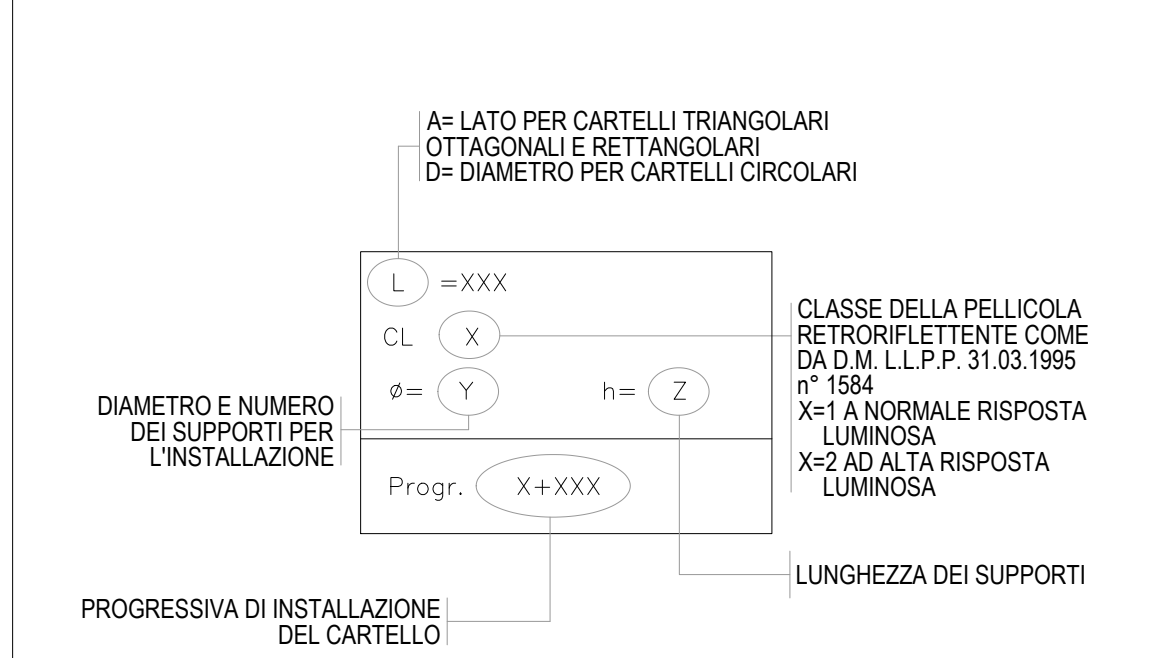 A= LATO PER CARTELLI TRIANGOLARI
OTTAGONALI E RETTANGOLARI
D= DIAMETRO PER CARTELLI CIRCOLARI
L =XXX
CL X
ø= Y h= Z
Progr. X+XXX
CLASSE DELLA PELLICOLA
RETRORIFLETTENTE COME
DA D.M. L.L.P.P. 31.03.1995
n° 1584
X=1 A NORMALE RISPOSTA
LUMINOSA
X=2 AD ALTA RISPOSTA
LUMINOSA
DIAMETRO E NUMERO
DEI SUPPORTI PER
L'INSTALLAZIONE
LUNGHEZZA DEI SUPPORTI
PROGRESSIVA DI INSTALLAZIONE
DEL CARTELLO